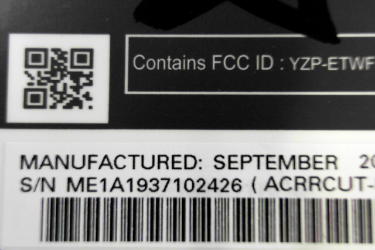 Contains FCC ID : YZP-ETWF
MANUFACTURED: SEPTEMBER 20
S/N ME1A1937102426 ( ACRRCUT-